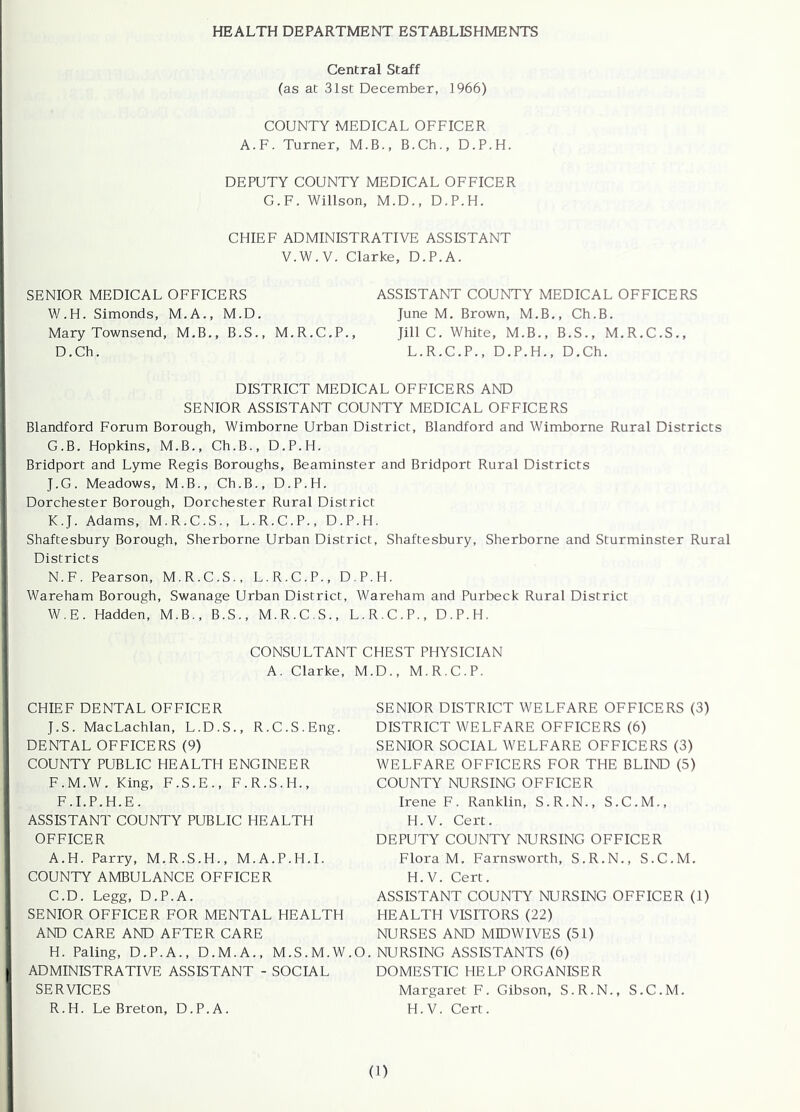 HEALTH DEPARTMENT ESTABLISHMENTS
Central Staff
(as at 31st December, 1966)
COUNTY MEDICAL OFFICER
A.F. Turner, M.B., B.Ch., D.P.H.
DEPUTY COUNTY MEDICAL OFFICER
G.F. Willson, M.D., D.P.H.
CHIEF ADMINISTRATIVE ASSISTANT
V.W.V. Clarke, D.P.A.
SENIOR MEDICAL OFFICERS
W.H. Simonds, M.A., M.D.
Mary Townsend, M.B., B.S., M.R.C.P.,
D.Ch.
ASSISTANT COUNTY MEDICAL OFFICERS
June M. Brown, M.B., Ch.B.
Jill C. White, M.B., B.S., M.R.C.S.,
L.R.C.P., D.P.H., D.Ch.
DISTRICT MEDICAL OFFICERS AND
SENIOR ASSISTANT COUNTY MEDICAL OFFICERS
Blandford Forum Borough, Wimborne Urban District, Blandford and Wimborne Rural Districts
G.B. Hopkins, M.B., Ch.B., D.P.H.
Bridport and Lyme Regis Boroughs, Beaminster and Bridport Rural Districts
J.G. Meadows, M.B., Ch.B., D.P.H.
Dorchester Borough, Dorchester Rural District
K.J. Adams, M.R.C.S., L.R.C.P., D.P.H.
Shaftesbury Borough, Sherborne Urban District, Shaftesbury, Sherborne and Sturminster Rural
Districts
N.F. Pearson, M.R.C.S., L.R.C.P., D.P.H.
Wareham Borough, Swanage Urban District, Wareham and Purbeck Rural District
W.E. Hadden, M.B., B.S., M.R.C.S., L.R.C.P., D.P.H.
CONSULTANT CHEST PHYSICIAN
A. Clarke, M.D., M.R.C.P.
CHIEF DENTAL OFFICER
J.S. MacLachlan, L.D.S., R.C.S.Eng.
DENTAL OFFICERS (9)
COUNTY PUBLIC HEALTH ENGINEER
F.M.W. King, F.S.E., F.R.S.H.,
F.I.P.H.E.
ASSISTANT COUNTY PUBLIC HEALTH
OFFICER
A.H. Parry, M.R.S.H., M.A.P.H.I.
COUNTY AMBULANCE OFFICER
C.D. Legg, D.P.A.
SENIOR OFFICER FOR MENTAL HEALTH
AND CARE AND AFTER CARE
H. Paling, D.P.A., D.M.A., M.S.M.W.O.
ADMINISTRATIVE ASSISTANT - SOCIAL
SERVICES
R.H. Le Breton, D.P.A.
SENIOR DISTRICT WELFARE OFFICERS (3)
DISTRICT WELFARE OFFICERS (6)
SENIOR SOCIAL WELFARE OFFICERS (3)
WELFARE OFFICERS FOR THE BLIND (5)
COUNTY NURSING OFFICER
Irene F. Ranklin, S.R.N., S.C.M.,
H.V. Cert.
DEPUTY COUNTY NURSING OFFICER
Flora M. Farnsworth, S.R.N., S.C.M.
H.V. Cert.
ASSISTANT COUNTY NURSING OFFICER (1)
HEALTH VISITORS (22)
NURSES AND MIDWIVES (51)
NURSING ASSISTANTS (6)
DOMESTIC HELP ORGANISER
Margaret F. Gibson, S.R.N., S.C.M.
H.V. Cert.
(1)